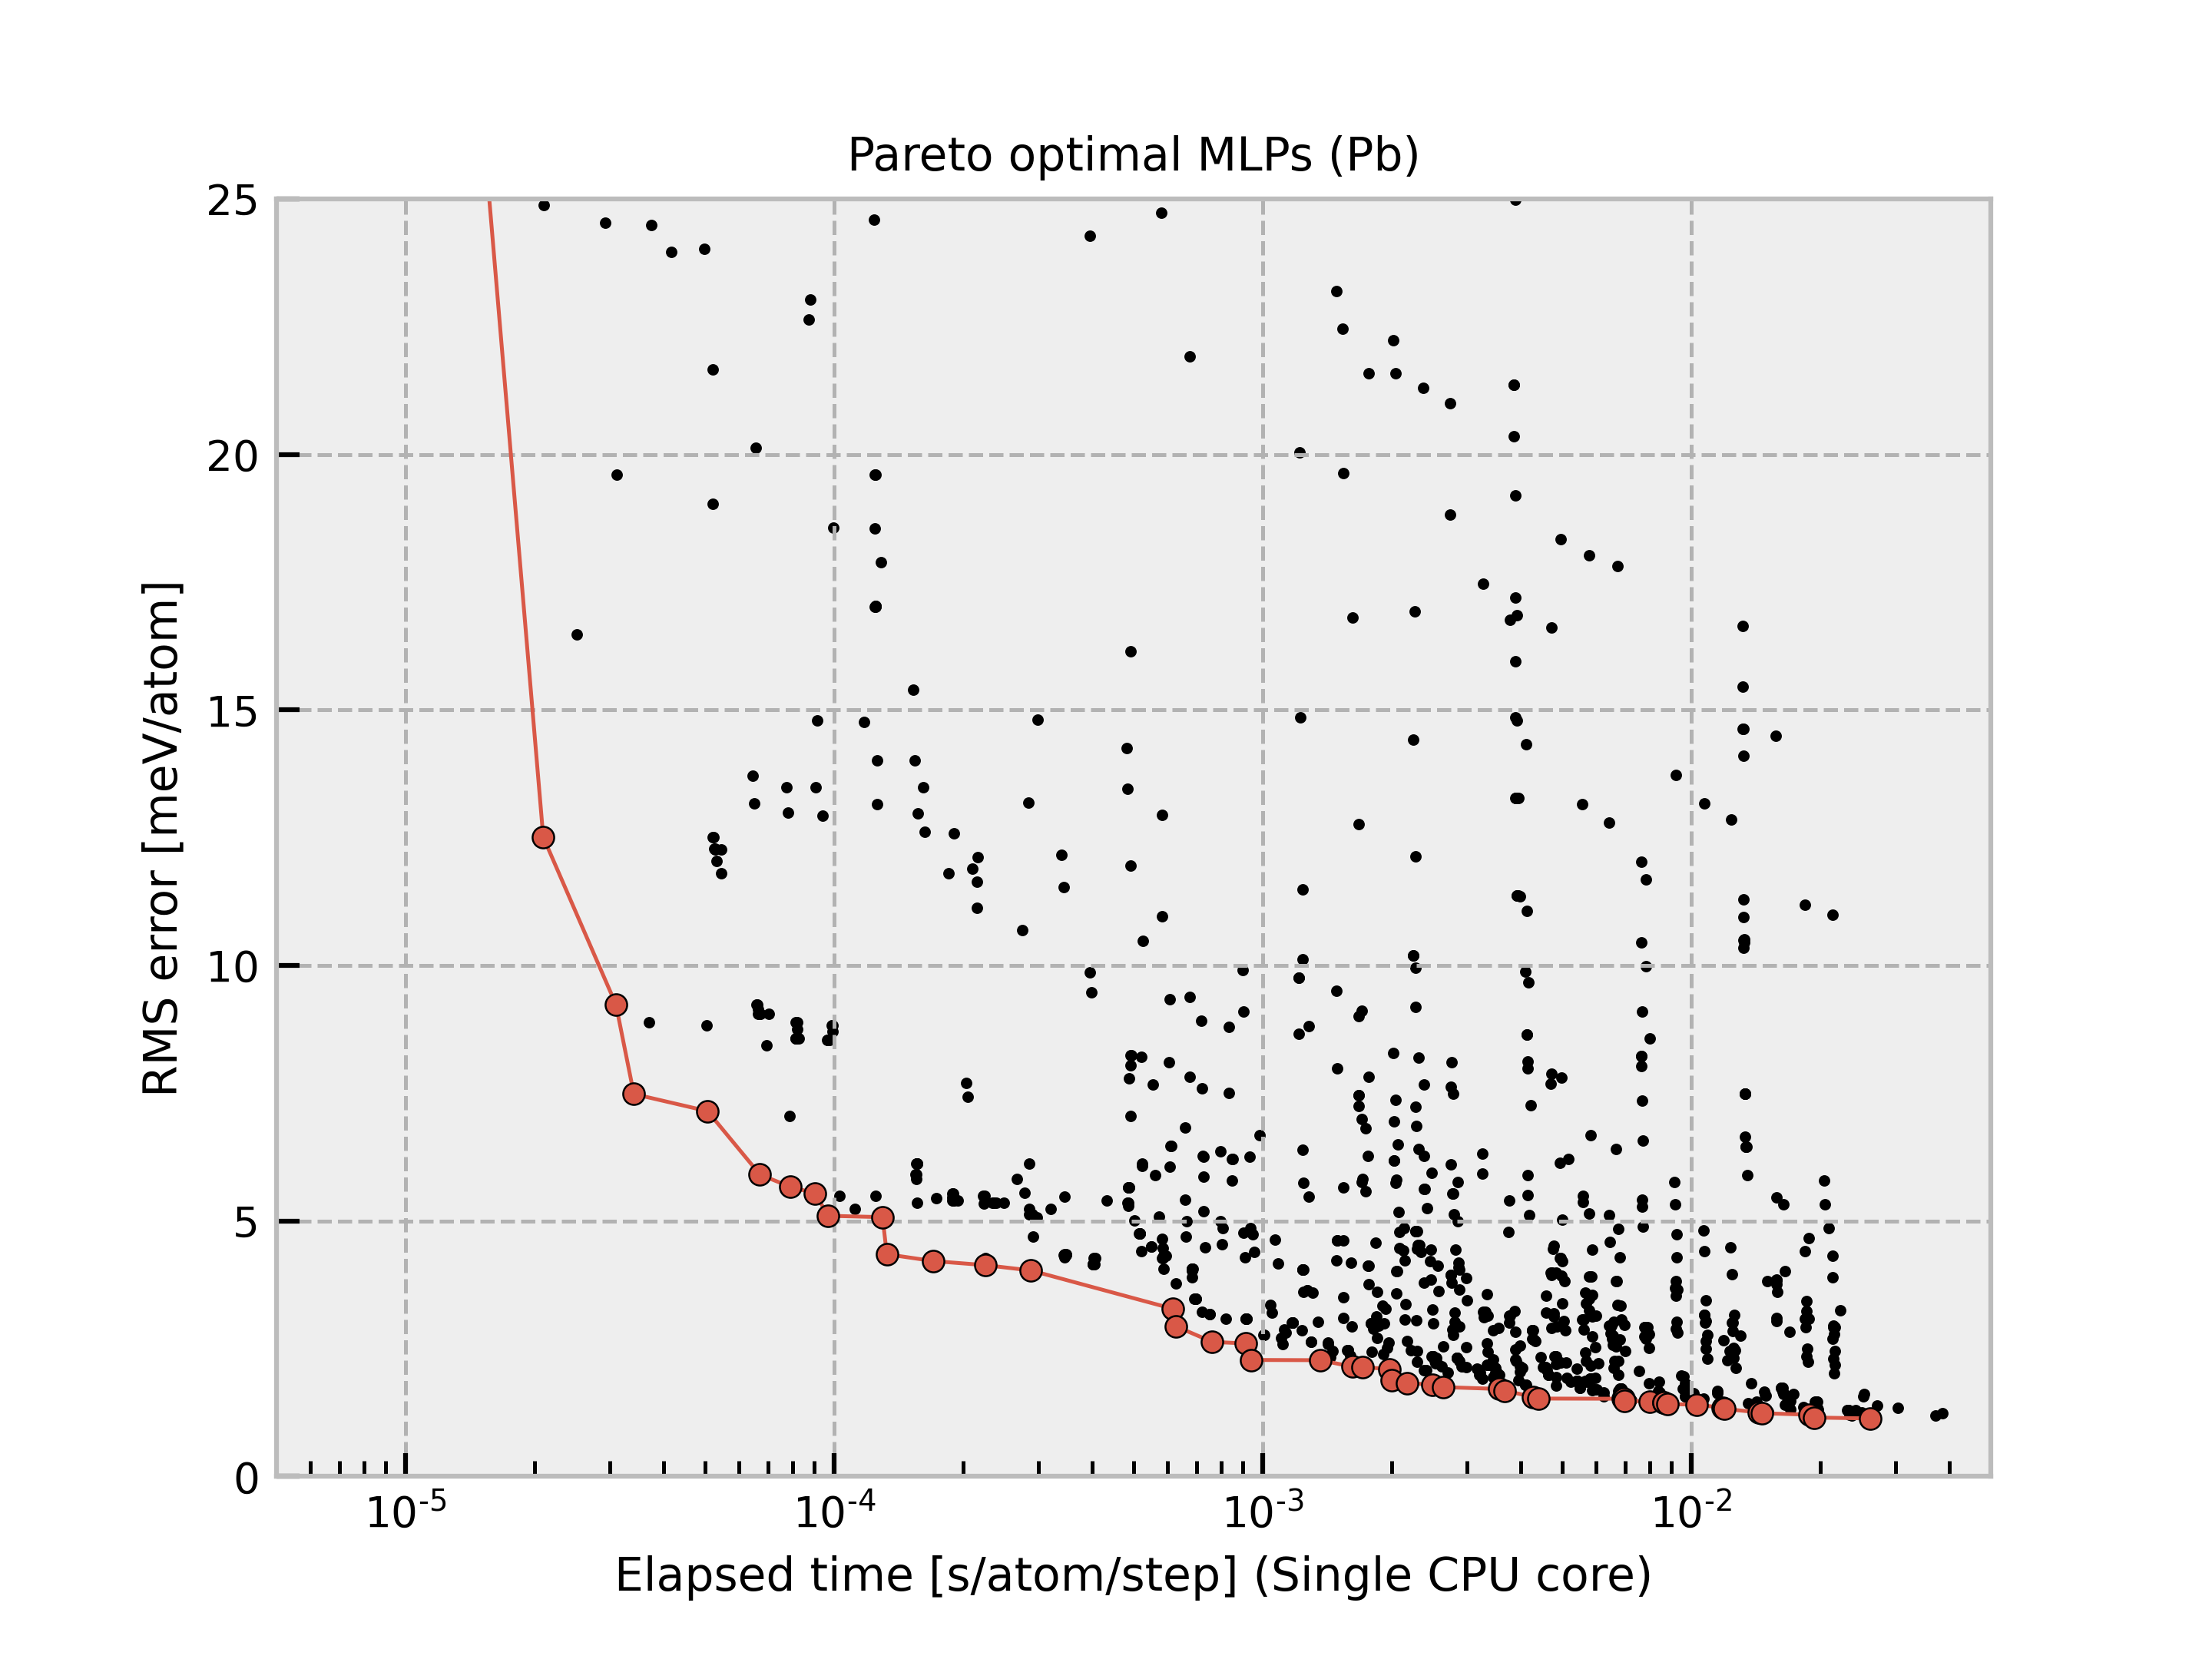 Pareto optimal MLPs (Pb)
RMS error [meV/atom]
25
20
15
10
5
0
10-5 10-4 10-3 10-2
Elapsed time [s/atom/step] (Single CPU core)